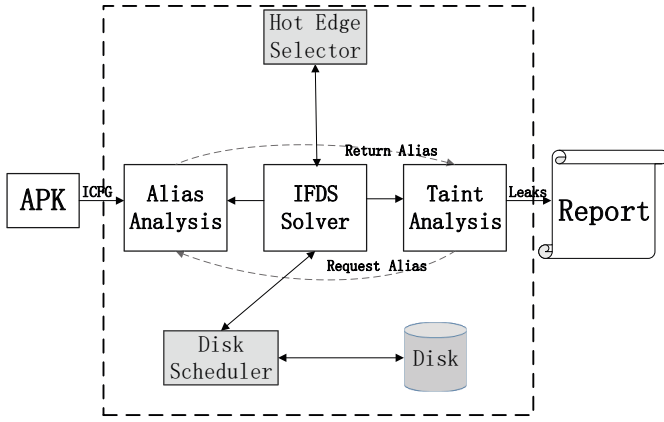 Hot Edge
Selector
Return Alias
APK
ICFG
Alias
Analysis
IFDS
Solver
Taint
Analysis
Leaks
Report
Request Alias
Disk
Scheduler
Disk